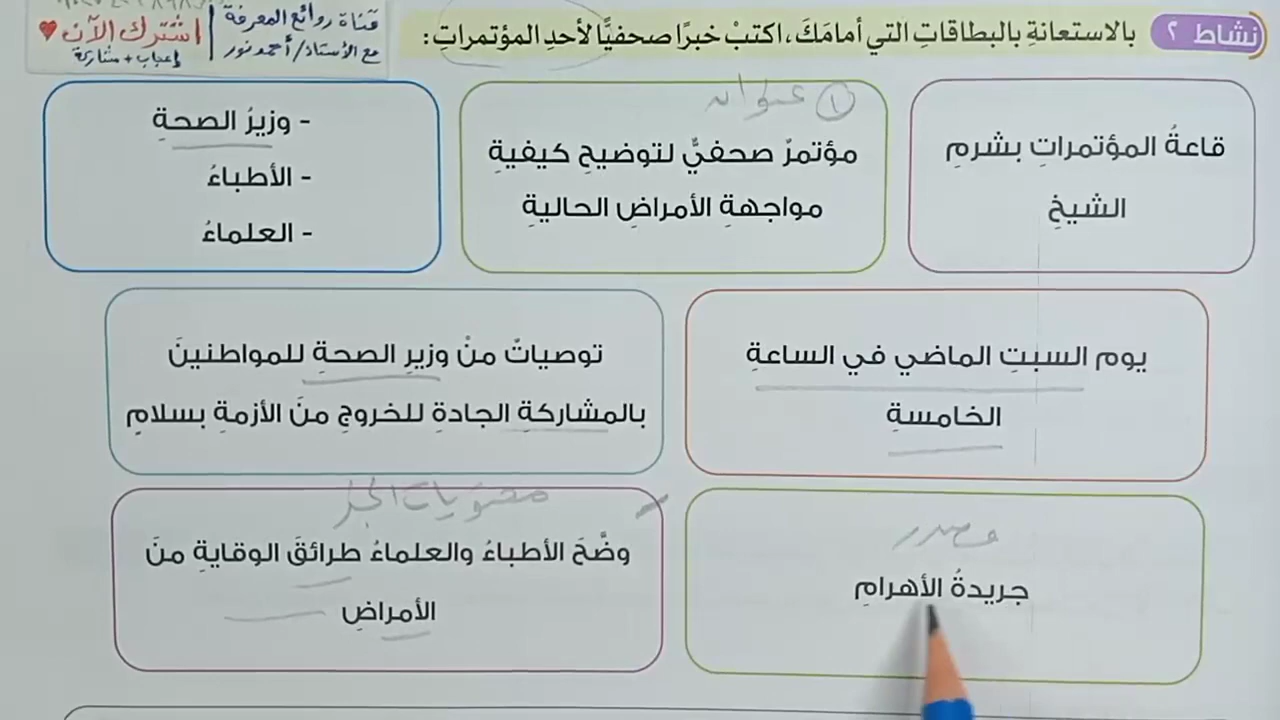 نشاط ٢
بالاستعانةِ بالبطاقاتِ التي أمامَكَ، اكتبْ خبرًا صحفيًّا لأحدِ المؤتمراتِ:
قناة روائع المعرفة
مع الأستاذ/ أحمد نور
اشترك الآن ♥
إعجاب + مشاركة
قاعةُ المؤتمراتِ بشرمِ
الشيخِ
① عنوان
مؤتمرٌ صحفيٌّ لتوضيحِ كيفيةِ
مواجهةِ الأمراضِ الحاليةِ
- وزيرُ الصحةِ
- الأطباءُ
- العلماءُ
يوم السبتِ الماضي في الساعةِ
الخامسةِ
توصياتٌ منْ وزيرِ الصحةِ للمواطنينَ
بالمشاركةِ الجادةِ للخروجِ منَ الأزمةِ بسلامٍ
مصدر
جريدةُ الأهرامِ
وضَّحَ الأطباءُ والعلماءُ طرائقَ الوقايةِ منَ
الأمراضِ